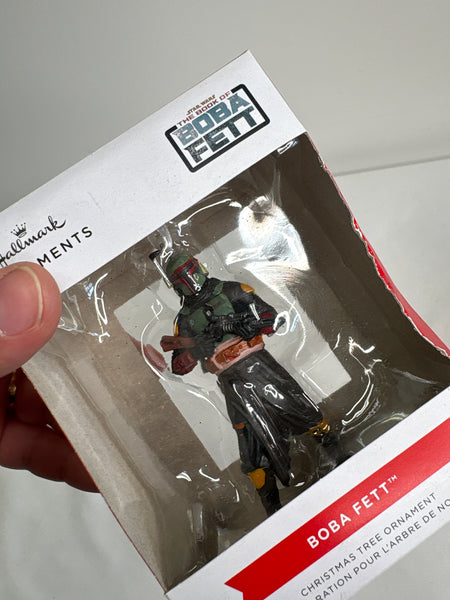 STAR WARS
THE BOOK OF
BOBA
FETT
Hallmark
MENTS
BOBA FETT™
CHRISTMAS TREE ORNAMENT
RATION POUR L'ARBRE DE NO